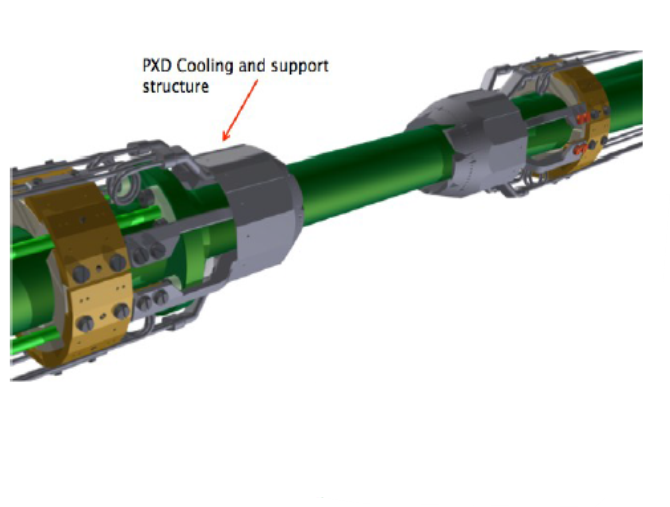 PXD Cooling and support
structure